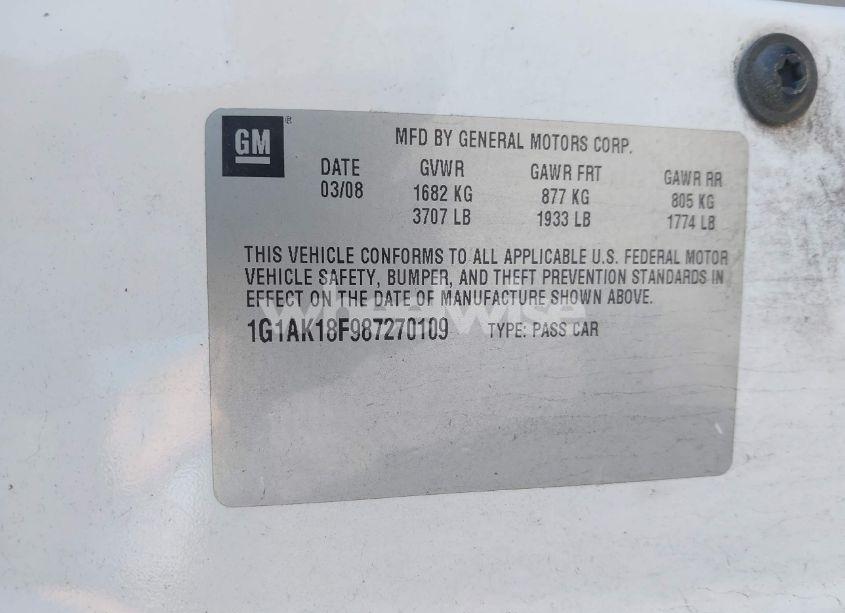 GM®
MFD BY GENERAL MOTORS CORP.
DATE GVWR GAWR FRT GAWR RR
03/08 1682 KG 877 KG 805 KG
3707 LB 1933 LB 1774 LB
THIS VEHICLE CONFORMS TO ALL APPLICABLE U.S. FEDERAL MOTOR
VEHICLE SAFETY, BUMPER, AND THEFT PREVENTION STANDARDS IN
EFFECT ON THE DATE OF MANUFACTURE SHOWN ABOVE.
wheelwise
1G1AK18F987270109 TYPE: PASS CAR